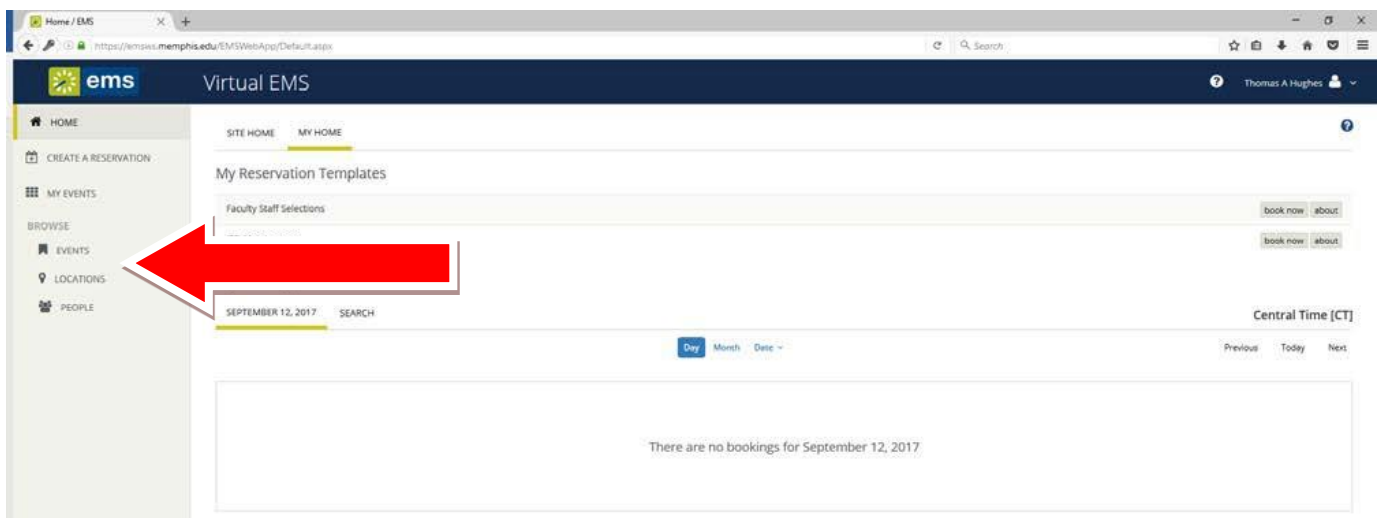 Home / EMS
https://emsiss.memphis.edu/EMSWebApp/Default.aspx
Search
ems
Virtual EMS
Thomas A Hughes
HOME
SITE HOME MY HOME
CREATE A RESERVATION
My Reservation Templates
MY EVENTS
Faculty Staff Selections book now about
BROWSE
book now about
EVENTS
LOCATIONS
PEOPLE
SEPTEMBER 12, 2017 SEARCH Central Time [CT]
Day Month Date Previous Today Next
There are no bookings for September 12, 2017